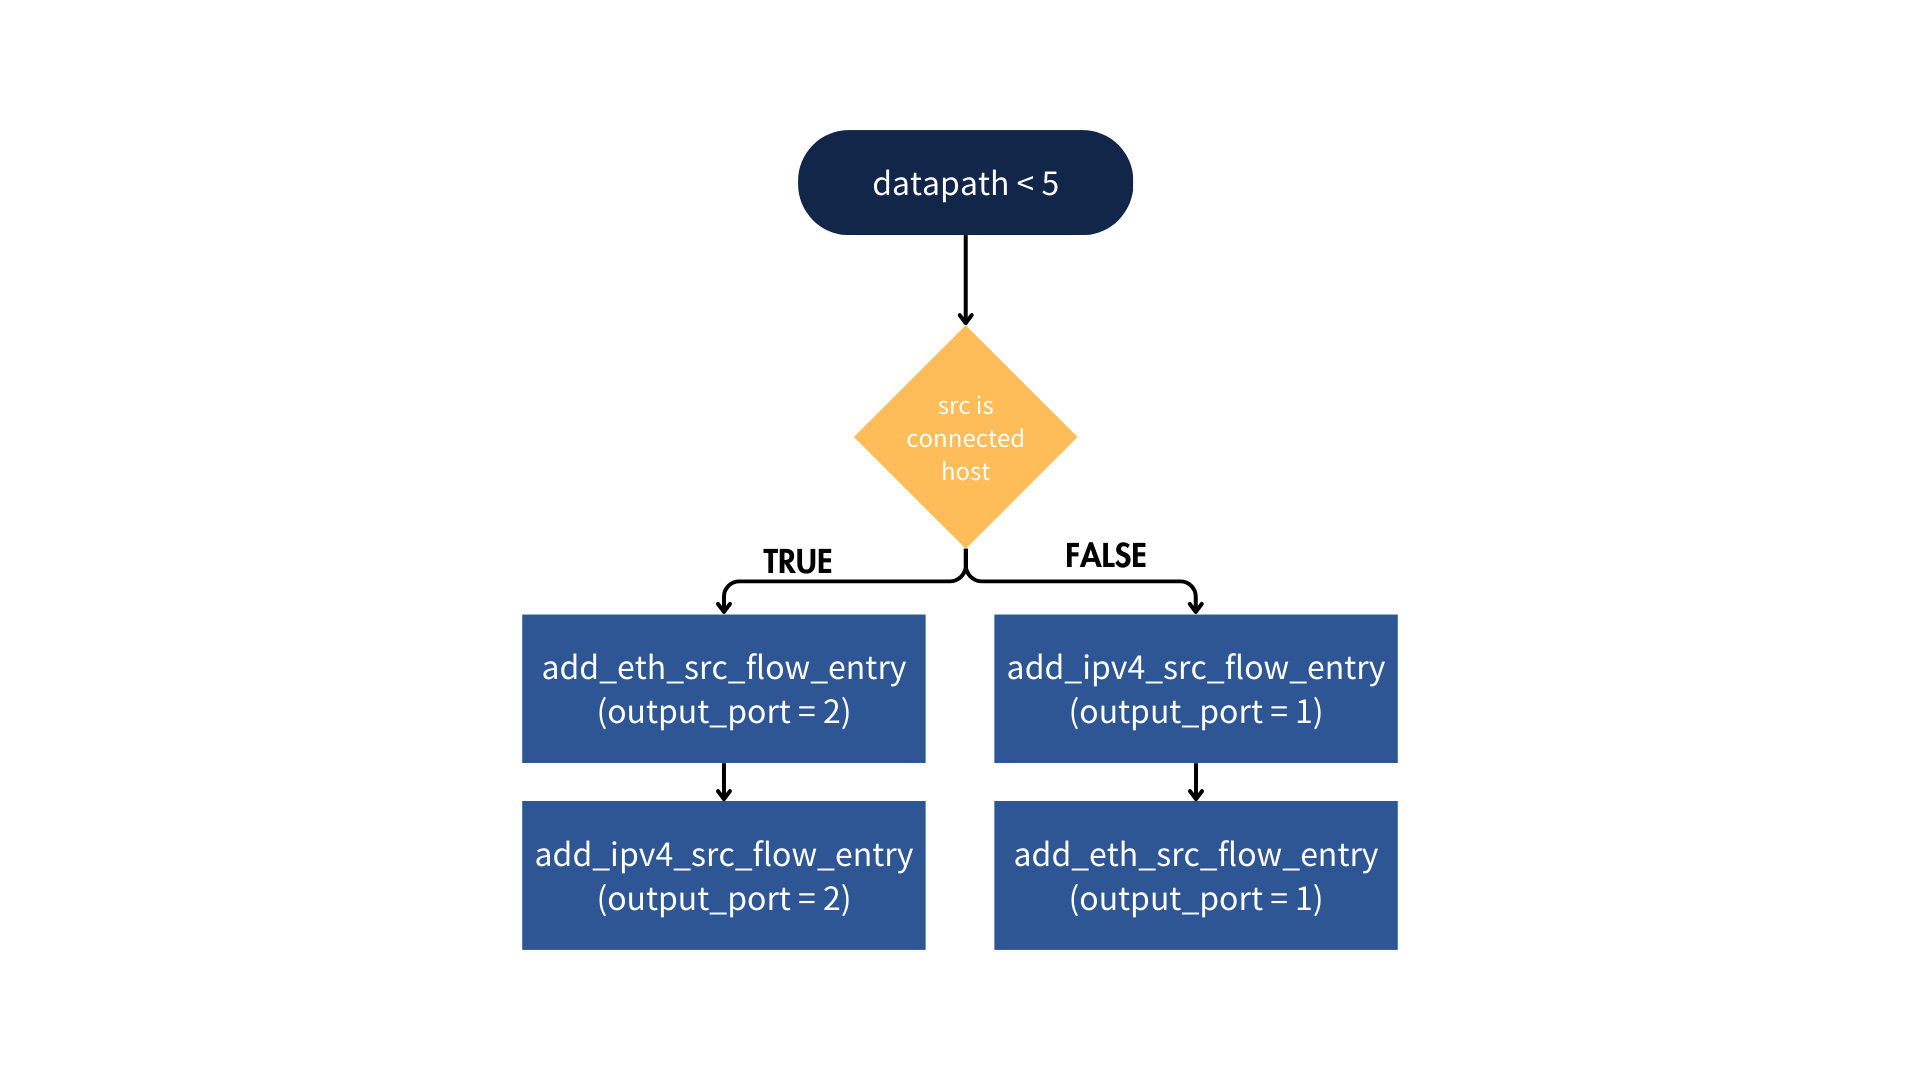 datapath < 5
src is
connected
host
TRUE
FALSE
add_eth_src_flow_entry
(output_port = 2)
add_ipv4_src_flow_entry
(output_port = 1)
add_ipv4_src_flow_entry
(output_port = 2)
add_eth_src_flow_entry
(output_port = 1)